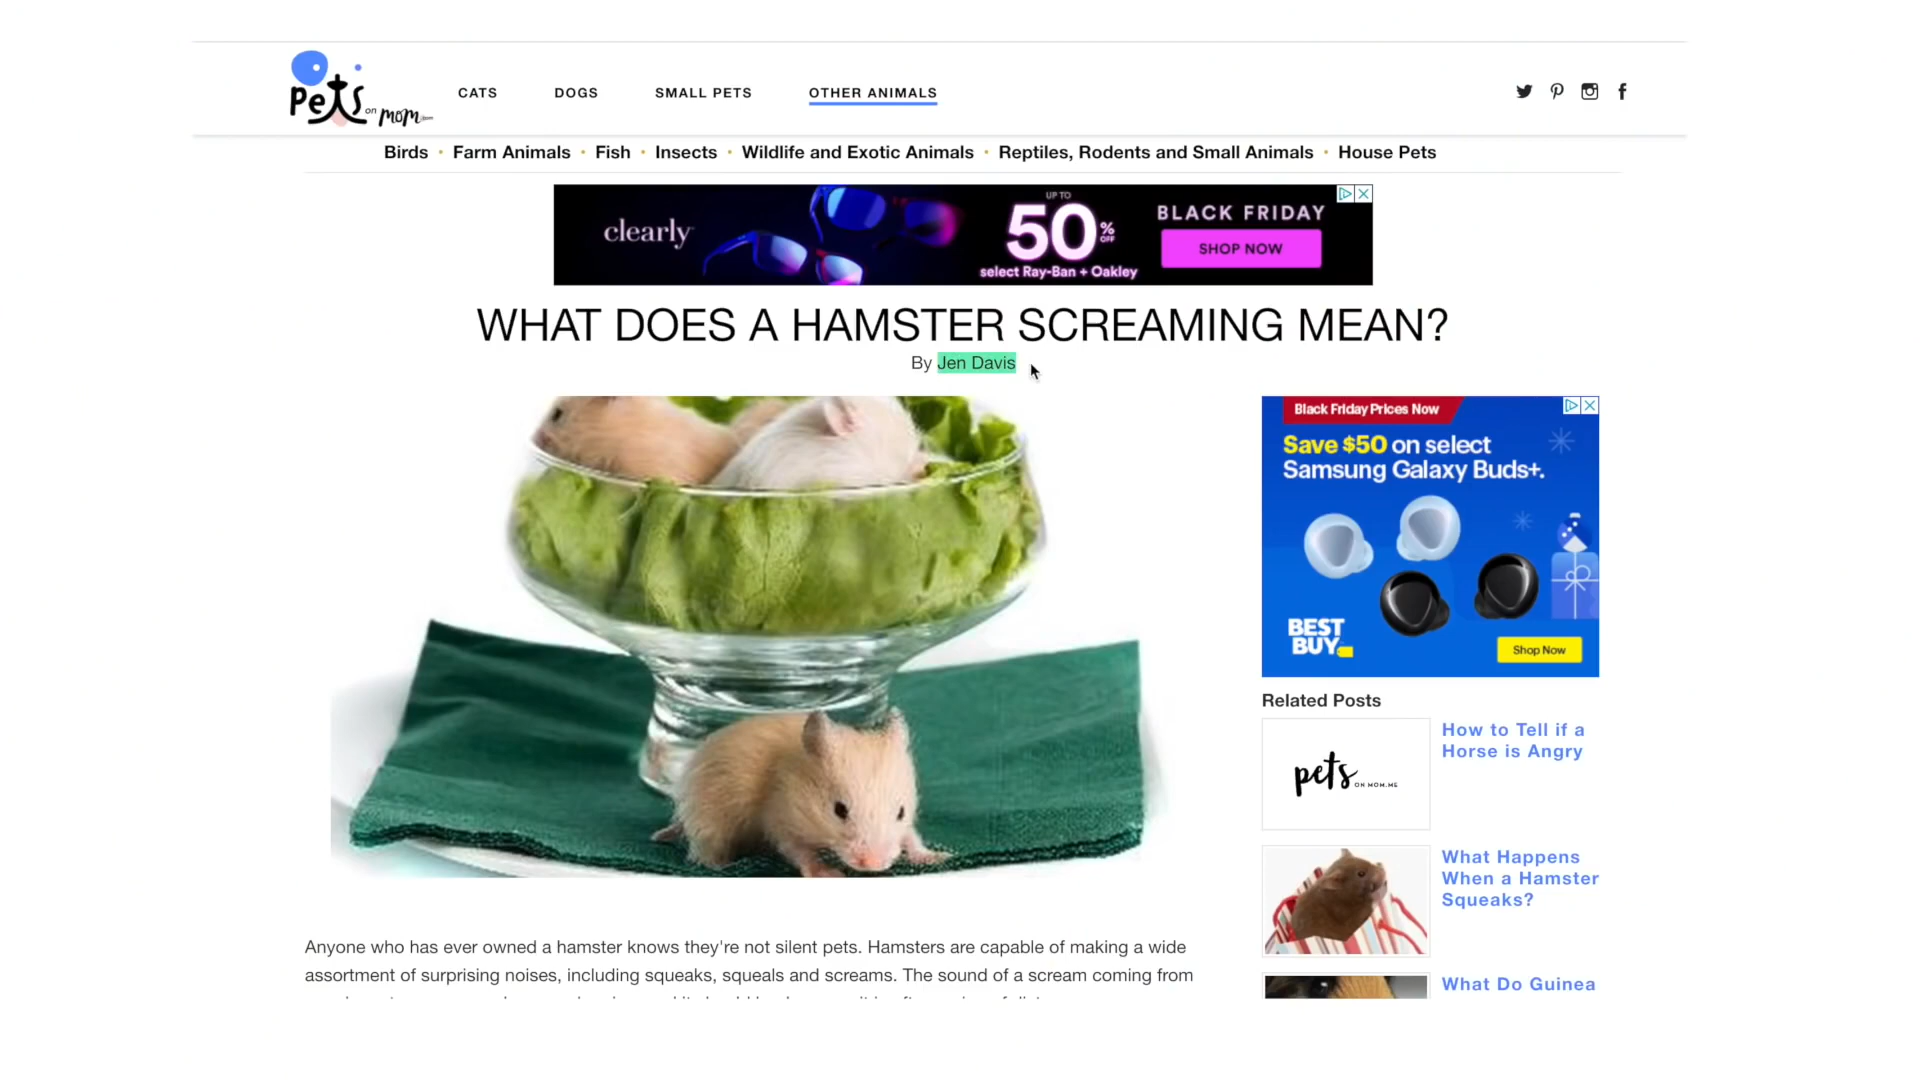 pets on mom
CATS DOGS SMALL PETS OTHER ANIMALS
Birds • Farm Animals • Fish • Insects • Wildlife and Exotic Animals • Reptiles, Rodents and Small Animals • House Pets
clearly
UP TO
50% OFF
select Ray-Ban + Oakley
BLACK FRIDAY
SHOP NOW
WHAT DOES A HAMSTER SCREAMING MEAN?
By Jen Davis
Black Friday Prices Now
Save $50 on select
Samsung Galaxy Buds+.
BEST
BUY
Shop Now
Related Posts
pets ON MOM.ME
How to Tell if a
Horse is Angry
What Happens
When a Hamster
Squeaks?
What Do Guinea
Anyone who has ever owned a hamster knows they're not silent pets. Hamsters are capable of making a wide
assortment of surprising noises, including squeaks, squeals and screams. The sound of a scream coming from